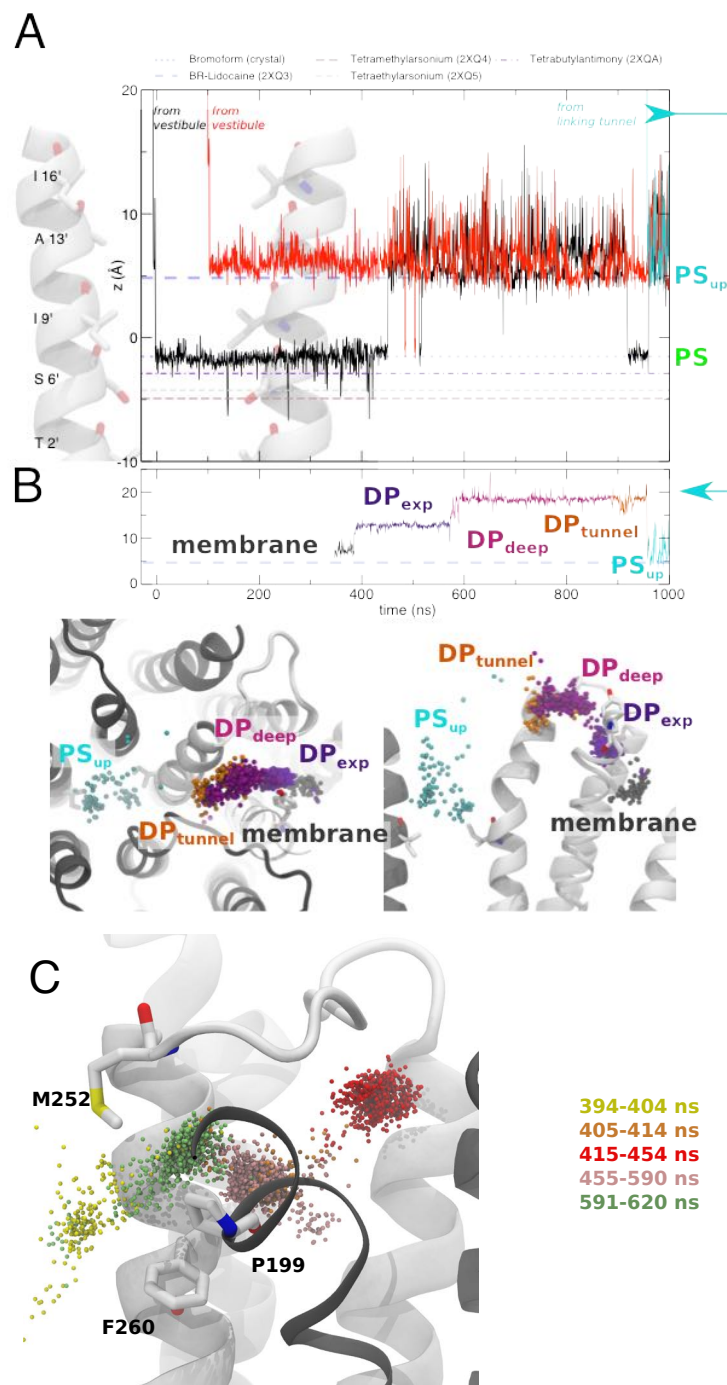 A
Bromoform (crystal)
Tetramethylarsonium (2XQ4)
Tetrabutylantimony (2XQA)
BR-Lidocaine (2XQ3)
Tetraethylarsonium (2XQ5)
20
from
vestibule
from
vestibule
from
linking tunnel
I 16'
A 13'
10
z (Å)
PSup
I 9'
0
PS
S 6'
T 2'
-10
B
20
10
0
membrane
DPexp
DPdeep
DPtunnel
PSup
0
200
400
600
800
1000
time (ns)
PSup
DPdeep
DPexp
DPtunnel
membrane
DPtunnel
DPdeep
PSup
DPexp
membrane
C
M252
P199
F260
394-404 ns
405-414 ns
415-454 ns
455-590 ns
591-620 ns